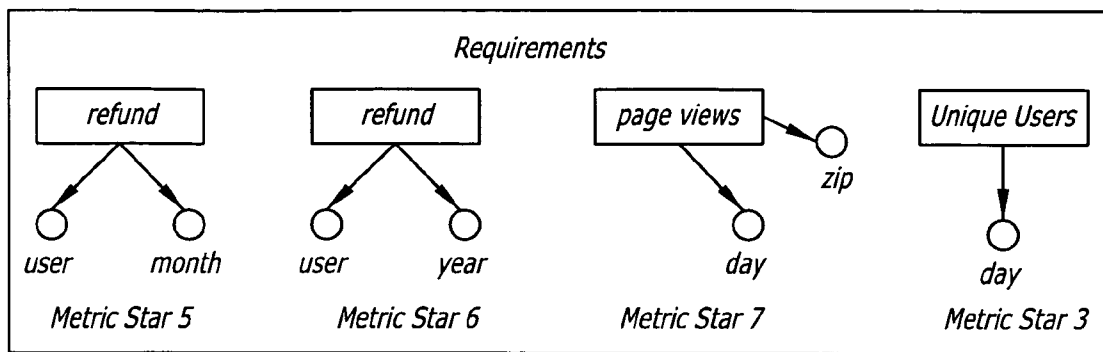 Requirements
refund
refund
page views
Unique Users
zip
user
month
user
year
day
day
Metric Star 5
Metric Star 6
Metric Star 7
Metric Star 3